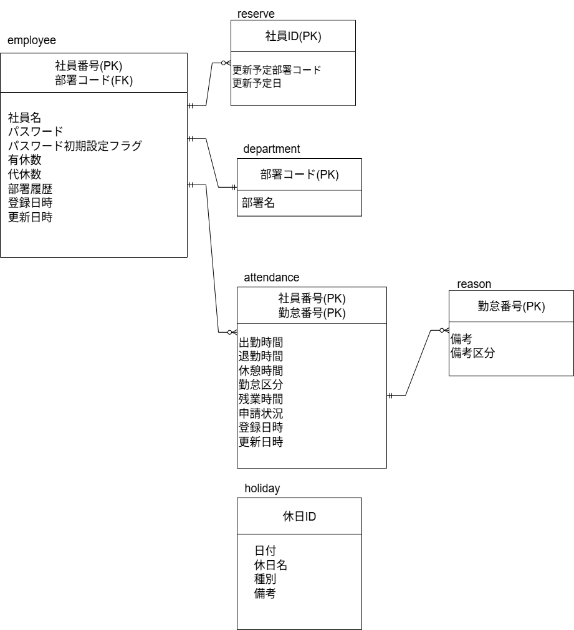 employee
社員番号(PK)
部署コード(FK)
社員名
パスワード
パスワード初期設定フラグ
有休数
代休数
部署履歴
登録日時
更新日時
reserve
社員ID(PK)
更新予定部署コード
更新予定日
department
部署コード(PK)
部署名
attendance
社員番号(PK)
勤怠番号(PK)
出勤時間
退勤時間
休憩時間
勤怠区分
残業時間
申請状況
登録日時
更新日時
reason
勤怠番号(PK)
備考
備考区分
holiday
休日ID
日付
休日名
種別
備考